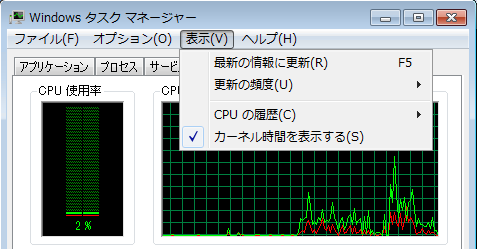 Windows タスク マネージャー
ファイル(F) オプション(O) 表示(V) ヘルプ(H)
最新の情報に更新(R) F5
更新の頻度(U)
CPU の履歴(C)
カーネル時間を表示する(S)
アプリケーション プロセス サービ
CPU 使用率 CP
2 %